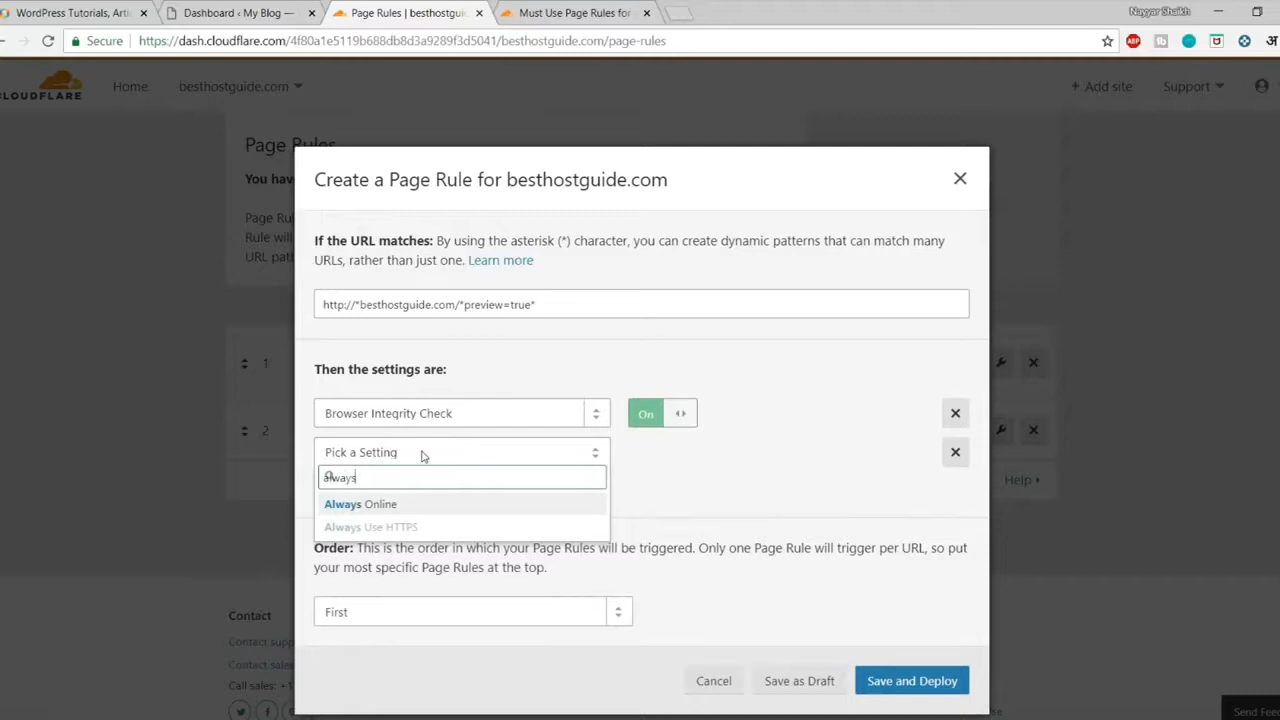 WordPress Tutorials, Arti
Dashboard ‹ My Blog —
Page Rules | besthostgui
Must Use Page Rules for
Nayyar Shaikh
Secure
https://dash.cloudflare.com/4f80a1e5119b688db8d3a9289f3d5041/besthostguide.com/page-rules
ABP
अ
CLOUDFLARE
Home
besthostguide.com
+ Add site
Support
Page Rules
You hav
Page Rul
Rule will
URL patt
Create a Page Rule for besthostguide.com
If the URL matches: By using the asterisk (*) character, you can create dynamic patterns that can match many
URLs, rather than just one. Learn more
http://*besthostguide.com/*preview=true*
Then the settings are:
1
Browser Integrity Check
On
2
Pick a Setting
always
Always Online
Always Use HTTPS
Help
Order: This is the order in which your Page Rules will be triggered. Only one Page Rule will trigger per URL, so put
your most specific Page Rules at the top.
First
Contact
Contact supp
Contact sales
Call sales: +1
Cancel
Save as Draft
Save and Deploy
Send Fee